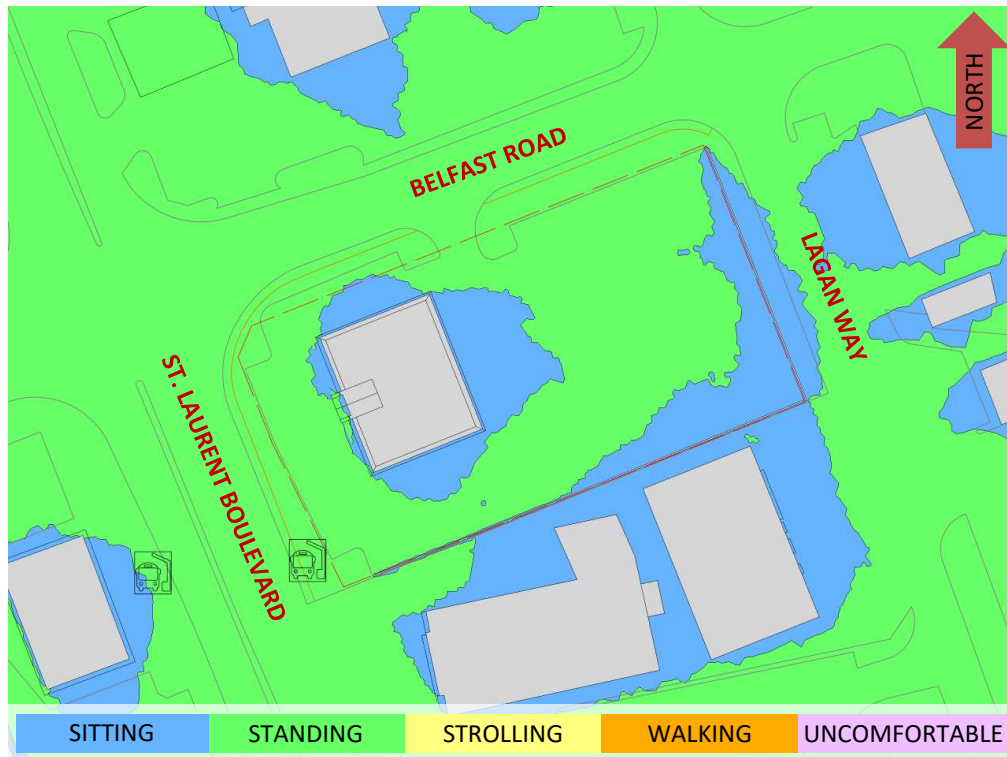 NORTH
BELFAST ROAD
LAGAN WAY
ST. LAURENT BOULEVARD
SITTING
STANDING
STROLLING
WALKING
UNCOMFORTABLE